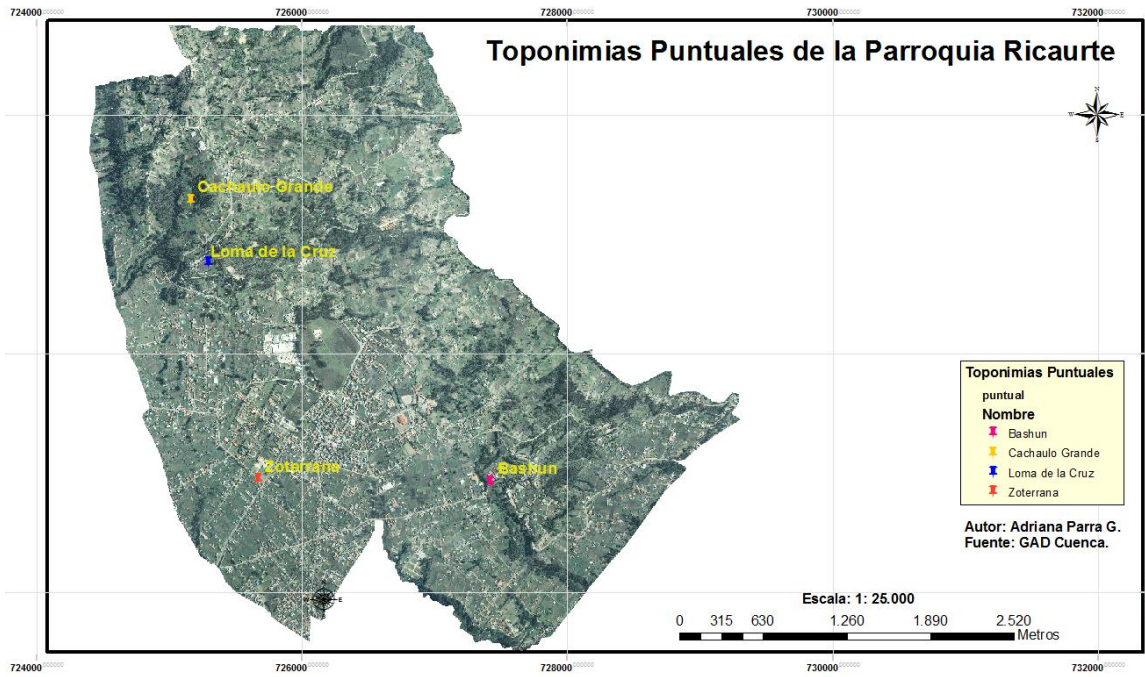 724000 726000 728000 730000 732000
Toponimias Puntuales de la Parroquia Ricaurte
N
W E
S
Cachaulo Grande
Loma de la Cruz
Zoterrana
Bashun
Toponimias Puntuales
puntual
Nombre
Bashun
Cachaulo Grande
Loma de la Cruz
Zoterrana
Autor: Adriana Parra G.
Fuente: GAD Cuenca.
Escala: 1: 25.000
0 315 630 1.260 1.890 2.520
Metros
724000 726000 728000 730000 732000